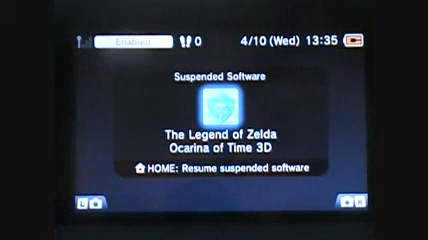 Enabled 0 4/10 (Wed) 13:35
Suspended Software
The Legend of Zelda
Ocarina of Time 3D
HOME: Resume suspended software
L R